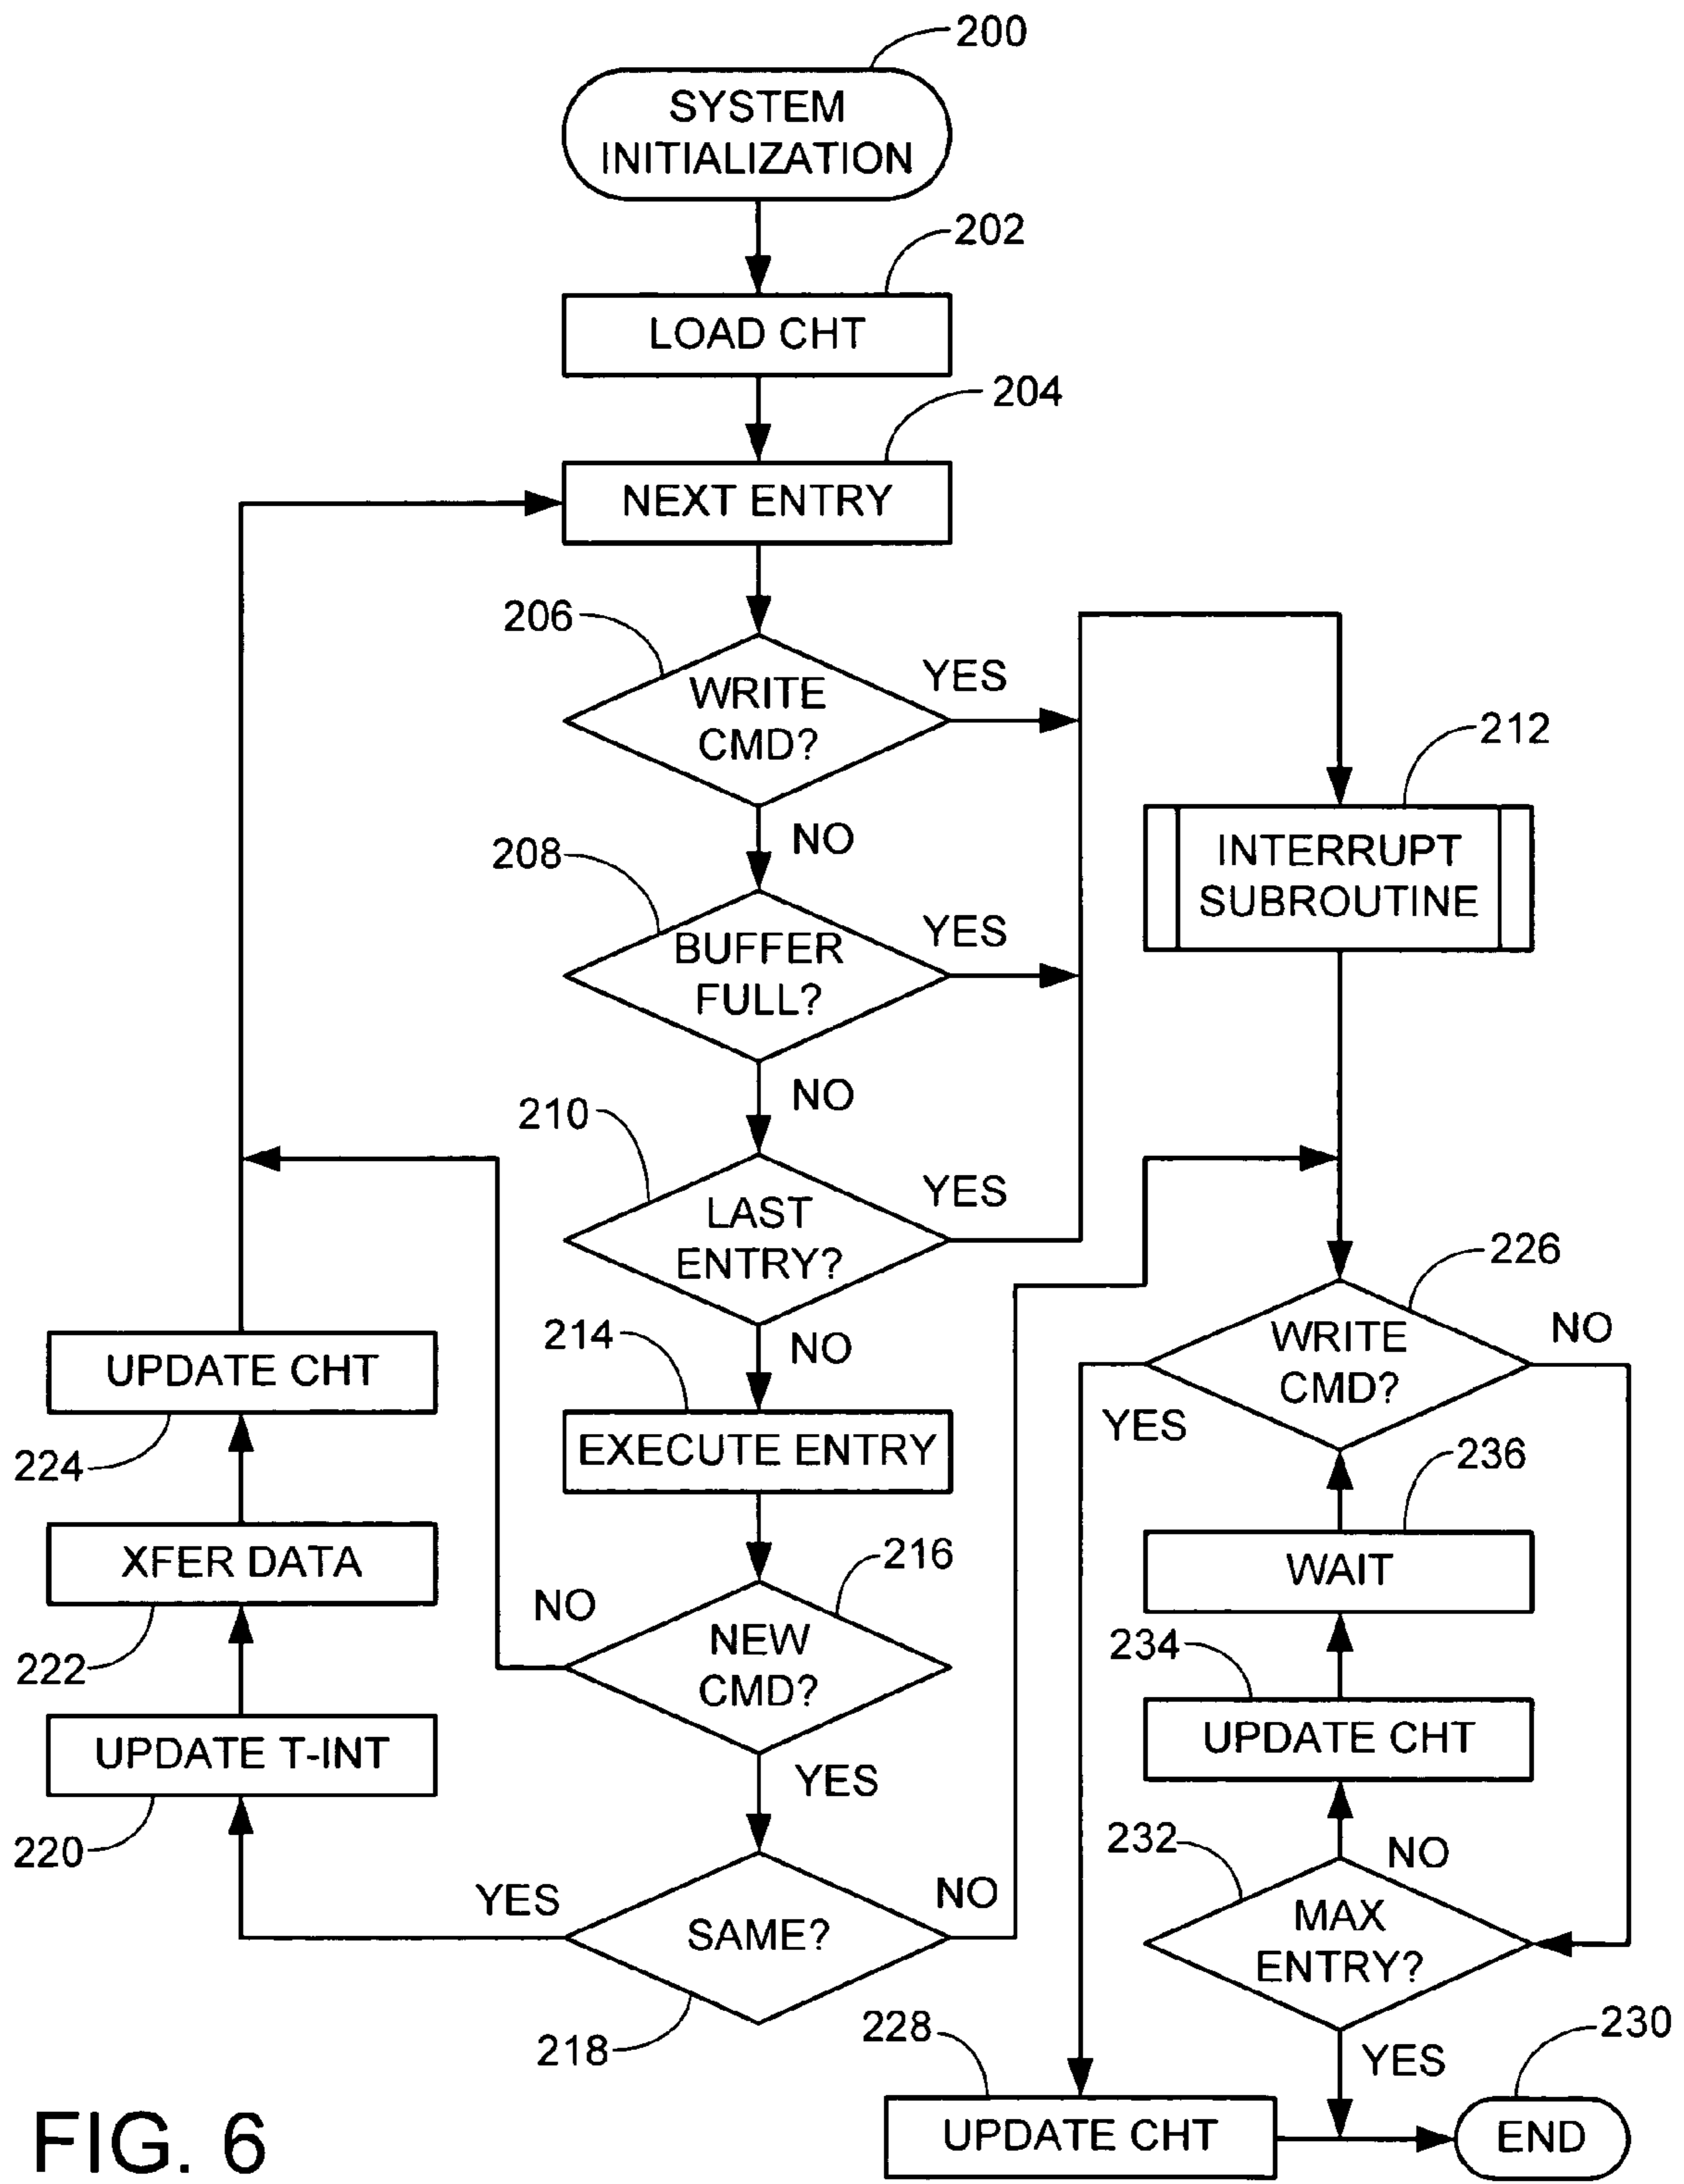 200
SYSTEM
INITIALIZATION
202
LOAD CHT
204
NEXT ENTRY
206
WRITE
CMD?
YES
NO
212
INTERRUPT
SUBROUTINE
208
BUFFER
FULL?
YES
NO
210
LAST
ENTRY?
YES
NO
226
WRITE
CMD?
NO
YES
214
EXECUTE ENTRY
UPDATE CHT
224
236
WAIT
216
NEW
CMD?
NO
YES
XFER DATA
222
234
UPDATE CHT
UPDATE T-INT
220
232
NO
MAX
ENTRY?
YES
SAME?
YES
NO
218
228
UPDATE CHT
230
END
FIG. 6